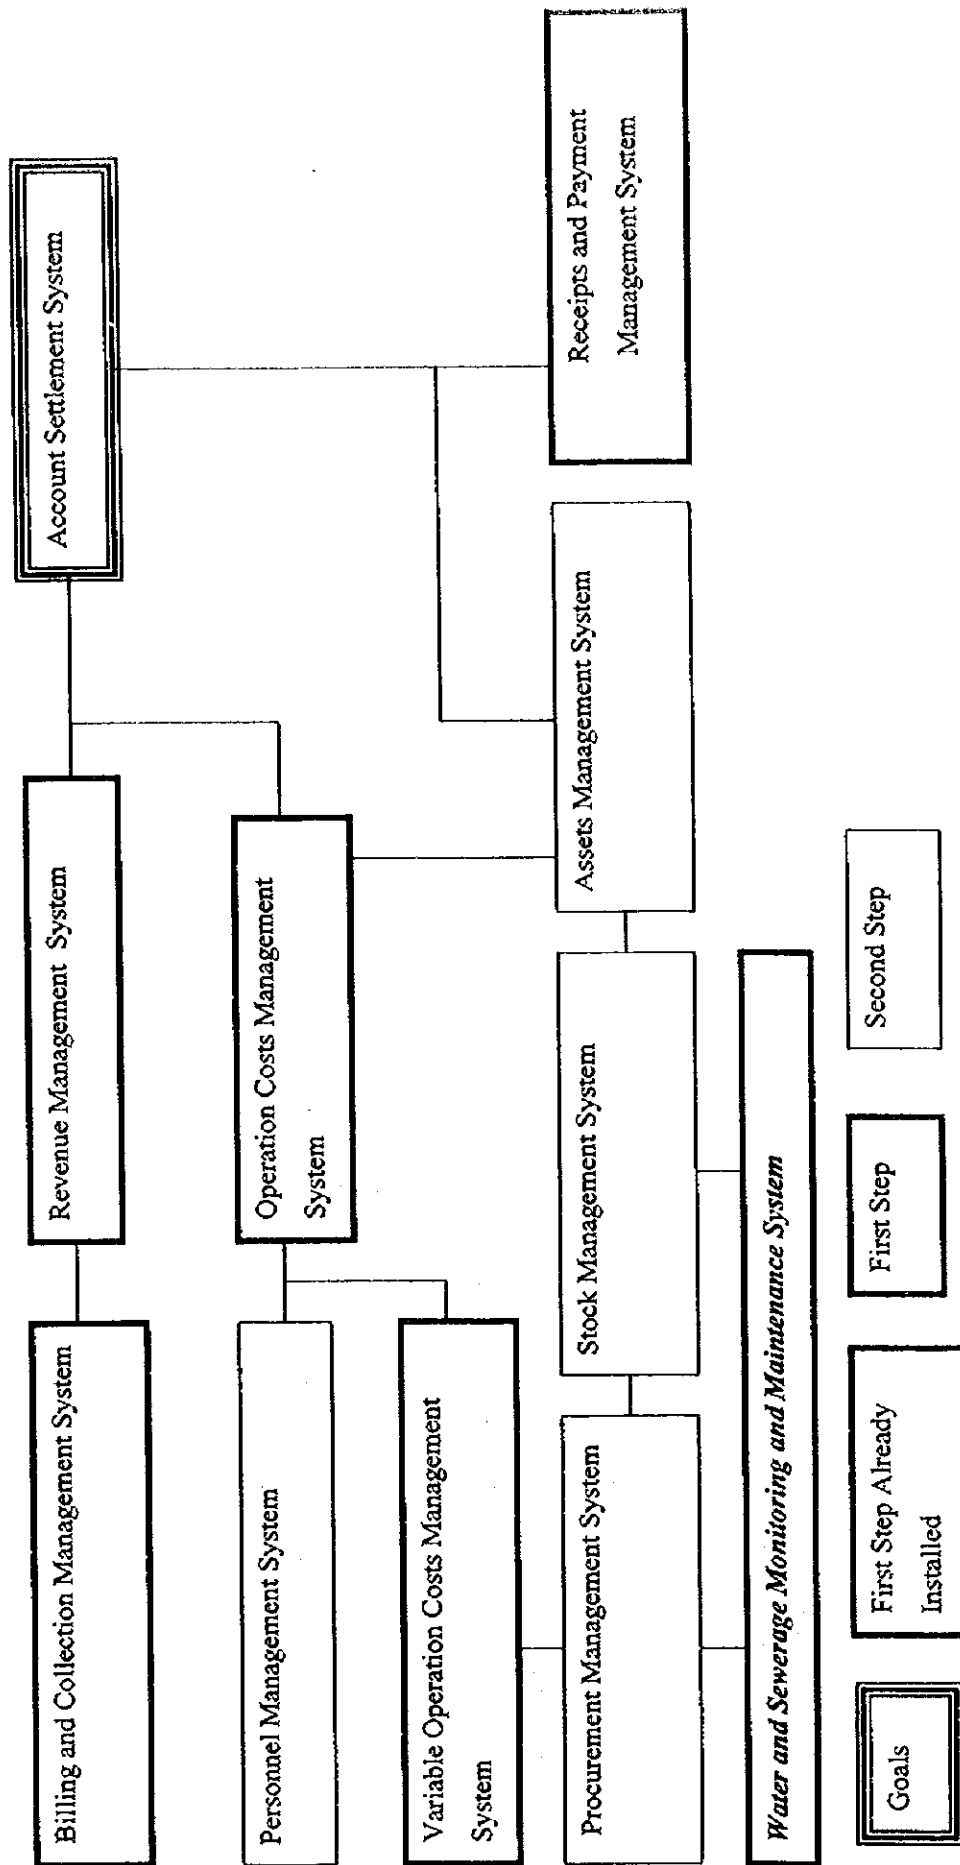 Billing and Collection Management System
Revenue Management System
Account Settlement System
Personnel Management System
Operation Costs Management
System
Variable Operation Costs Management
System
Procurement Management System
Stock Management System
Assets Management System
Receipts and Payment
Management System
Water and Sewerage Monitoring and Maintenance System
Goals
First Step Already
Installed
First Step
Second Step